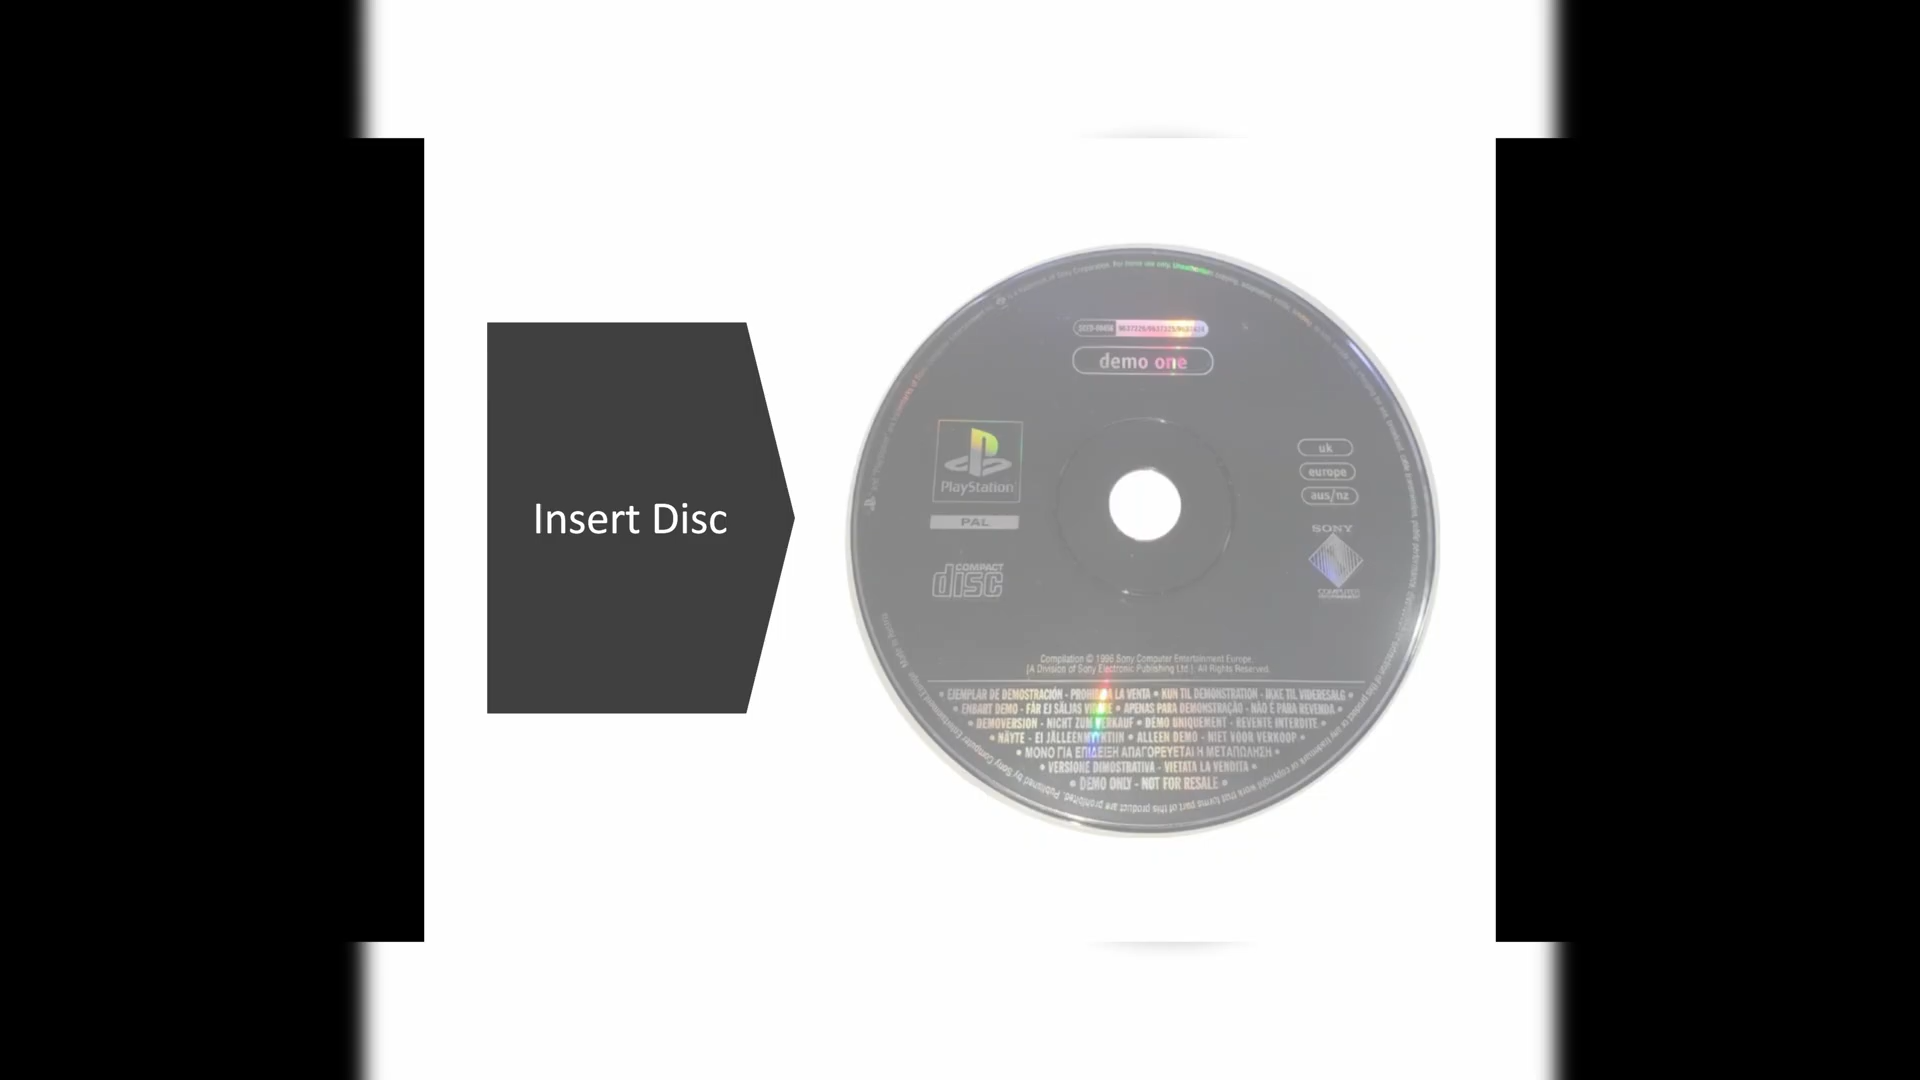 Insert Disc
demo one
PlayStation
PAL
COMPACT
disc
uk
europe
aus/nz
SONY
COMPUTER
ENTERTAINMENT
Compilation © 1996 Sony Computer Entertainment Europe.
(A Division of Sony Electronic Publishing Ltd.). All Rights Reserved.
• EJEMPLAR DE DEMOSTRACIÓN - PROHIBIDA LA VENTA • KUN TIL DEMONSTRATION - IKKE TIL VIDERESALG •
• ENBART DEMO - FÅR EJ SÄLJAS VIDARE • APENAS PARA DEMONSTRAÇÃO - NÃO É PARA REVENDA •
• DEMOVERSION - NICHT ZUM VERKAUF • DÉMO UNIQUEMENT - REVENTE INTERDITE •
• NÄYTE - EI JÄLLEENMYYNTIIN • ALLEEN DEMO - NIET VOOR VERKOOP •
• ΜΟΝΟ ΓΙΑ ΕΠΙΔΕΙΞΗ ΑΠΑΓΟΡΕΥΕΤΑΙ Η ΜΕΤΑΠΩΛΗΣΗ •
• VERSIONE DIMOSTRATIVA - VIETATA LA VENDITA •
• DEMO ONLY - NOT FOR RESALE •